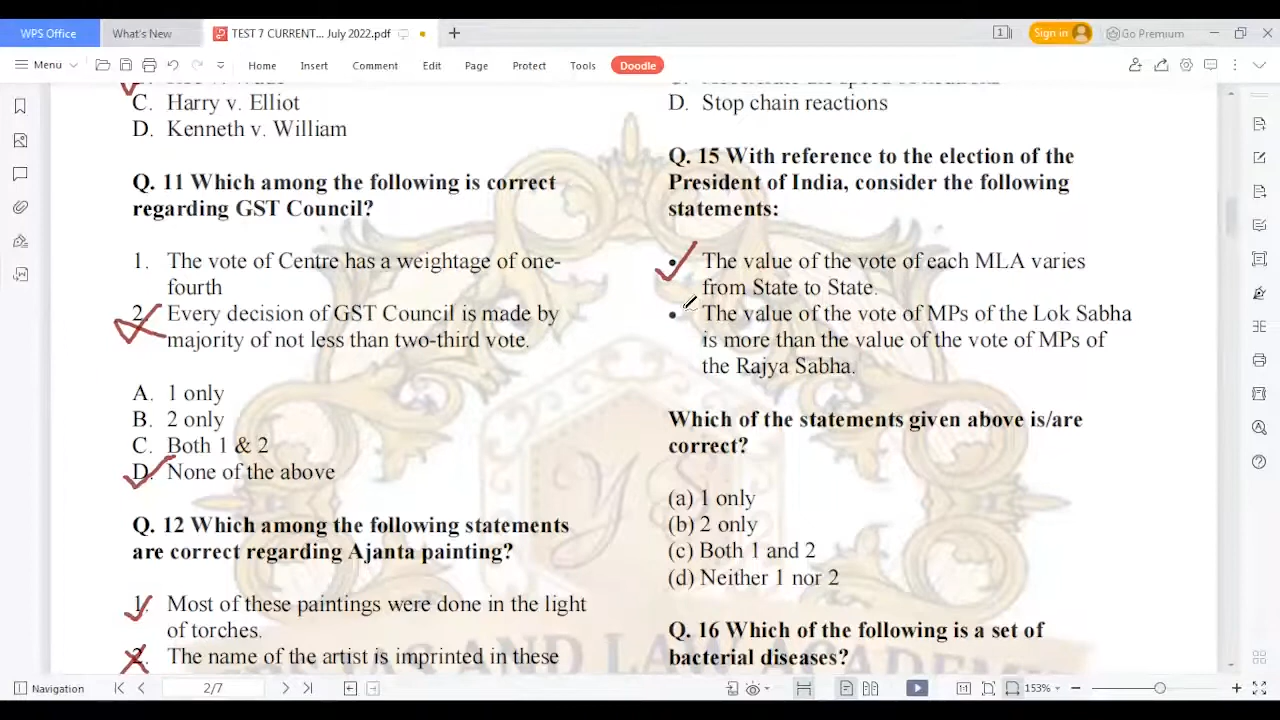 WPS Office
What's New
TEST 7 CURRENT... July 2022.pdf
1
Sign in
Go Premium
Menu
Home
Insert
Comment
Edit
Page
Protect
Tools
Doodle
C. Harry v. Elliot
D. Kenneth v. William
Q. 11 Which among the following is correct
regarding GST Council?
1. The vote of Centre has a weightage of one-
fourth
2. Every decision of GST Council is made by
majority of not less than two-third vote.
A. 1 only
B. 2 only
C. Both 1 & 2
D. None of the above
Q. 12 Which among the following statements
are correct regarding Ajanta painting?
1. Most of these paintings were done in the light
of torches.
2. The name of the artist is imprinted in these
D. Stop chain reactions
Q. 15 With reference to the election of the
President of India, consider the following
statements:
• The value of the vote of each MLA varies
from State to State.
• The value of the vote of MPs of the Lok Sabha
is more than the value of the vote of MPs of
the Rajya Sabha.
Which of the statements given above is/are
correct?
(a) 1 only
(b) 2 only
(c) Both 1 and 2
(d) Neither 1 nor 2
Q. 16 Which of the following is a set of
bacterial diseases?
AND LAW
Navigation
2/7
153%